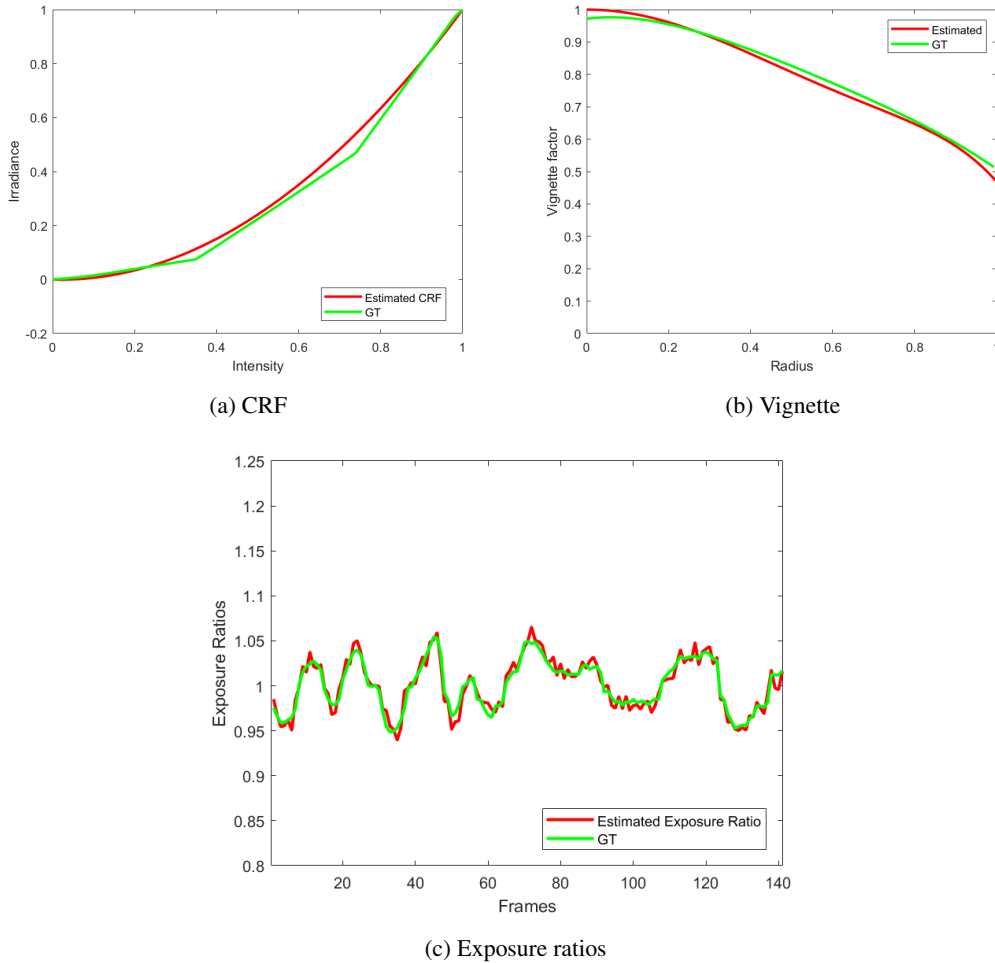 1
0.8
0.6
0.4
0.2
0
-0.2
Irradiance
0 0.2 0.4 0.6 0.8 1
Intensity
Estimated CRF
GT
(a) CRF
1
0.9
0.8
0.7
0.6
0.5
0.4
0.3
0.2
0.1
0
Vignette factor
0 0.2 0.4 0.6 0.8 1
Radius
Estimated
GT
(b) Vignette
1.25
1.2
1.15
1.1
1.05
1
0.95
0.9
0.85
0.8
Exposure Ratios
20 40 60 80 100 120 140
Frames
Estimated Exposure Ratio
GT
(c) Exposure ratios